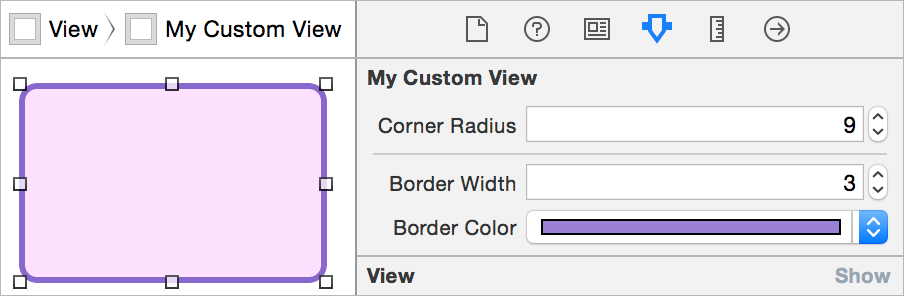 View My Custom View
?
My Custom View
Corner Radius 9
Border Width 3
Border Color
View Show